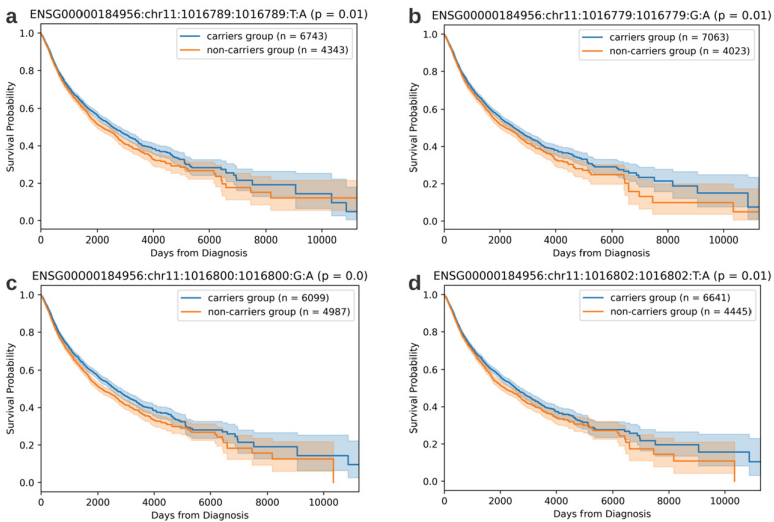 a
ENSG00000184956:chr11:1016789:1016789:T:A (p = 0.01)
carriers group (n = 6743)
non-carriers group (n = 4343)
Survival Probability
1.0
0.8
0.6
0.4
0.2
0.0
0 2000 4000 6000 8000 10000
Days from Diagnosis
b
ENSG00000184956:chr11:1016779:1016779:G:A (p = 0.01)
carriers group (n = 7063)
non-carriers group (n = 4023)
Survival Probability
1.0
0.8
0.6
0.4
0.2
0.0
0 2000 4000 6000 8000 10000
Days from Diagnosis
c
ENSG00000184956:chr11:1016800:1016800:G:A (p = 0.0)
carriers group (n = 6099)
non-carriers group (n = 4987)
Survival Probability
1.0
0.8
0.6
0.4
0.2
0.0
0 2000 4000 6000 8000 10000
Days from Diagnosis
d
ENSG00000184956:chr11:1016802:1016802:T:A (p = 0.01)
carriers group (n = 6641)
non-carriers group (n = 4445)
Survival Probability
1.0
0.8
0.6
0.4
0.2
0.0
0 2000 4000 6000 8000 10000
Days from Diagnosis